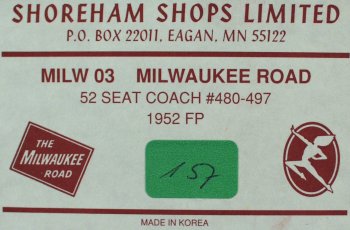 SHOREHAM SHOPS LIMITED
P.O. BOX 22011, EAGAN, MN 55122
MILW 03 MILWAUKEE ROAD
52 SEAT COACH #480-497
1952 FP
THE
MILWAUKEE
ROAD
157
MADE IN KOREA